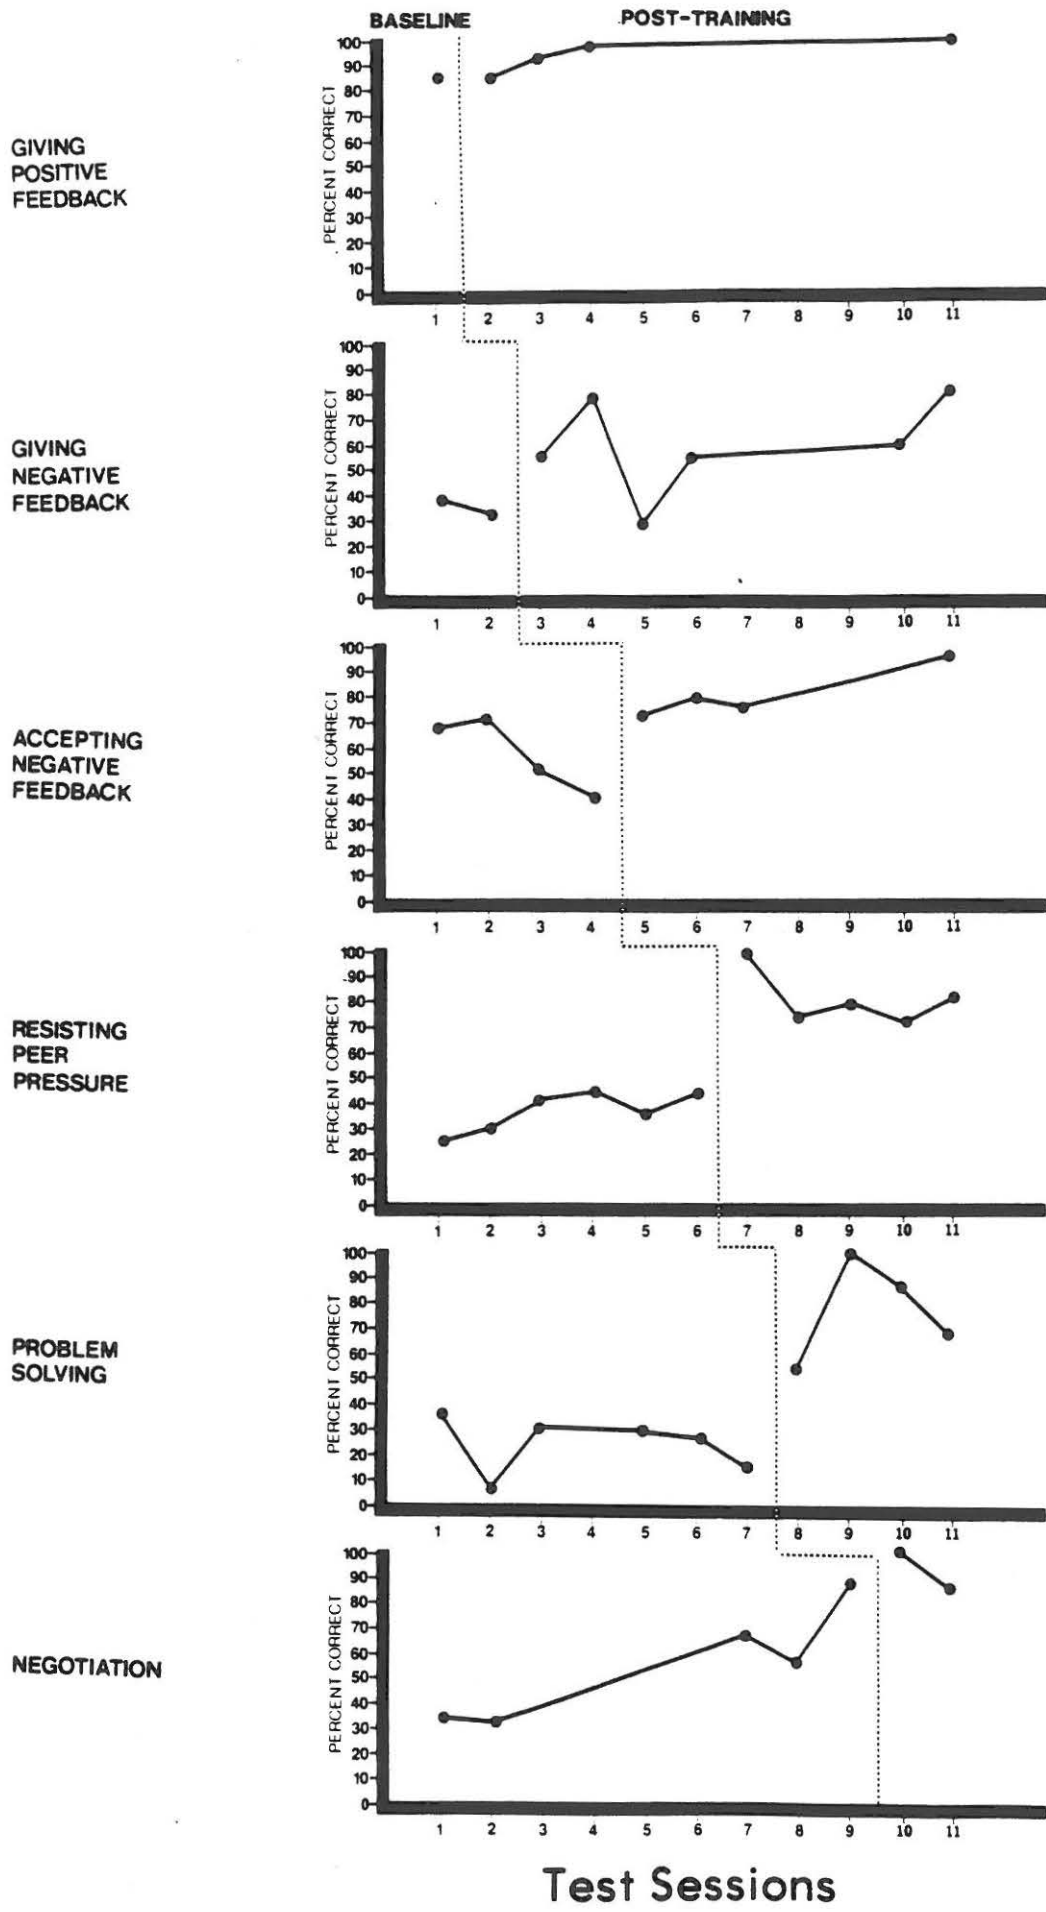 BASELINE POST-TRAINING
GIVING
POSITIVE
FEEDBACK
PERCENT CORRECT
100
90
80
70
60
50
40
30
20
10
0
1 2 3 4 5 6 7 8 9 10 11
GIVING
NEGATIVE
FEEDBACK
PERCENT CORRECT
100
90
80
70
60
50
40
30
20
10
0
1 2 3 4 5 6 7 8 9 10 11
ACCEPTING
NEGATIVE
FEEDBACK
PERCENT CORRECT
100
90
80
70
60
50
40
30
20
10
0
1 2 3 4 5 6 7 8 9 10 11
RESISTING
PEER
PRESSURE
PERCENT CORRECT
100
90
80
70
60
50
40
30
20
10
0
1 2 3 4 5 6 7 8 9 10 11
PROBLEM
SOLVING
PERCENT CORRECT
100
90
80
70
60
50
40
30
20
10
0
1 2 3 4 5 6 7 8 9 10 11
NEGOTIATION
PERCENT CORRECT
100
90
80
70
60
50
40
30
20
10
0
1 2 3 4 5 6 7 8 9 10 11
Test Sessions